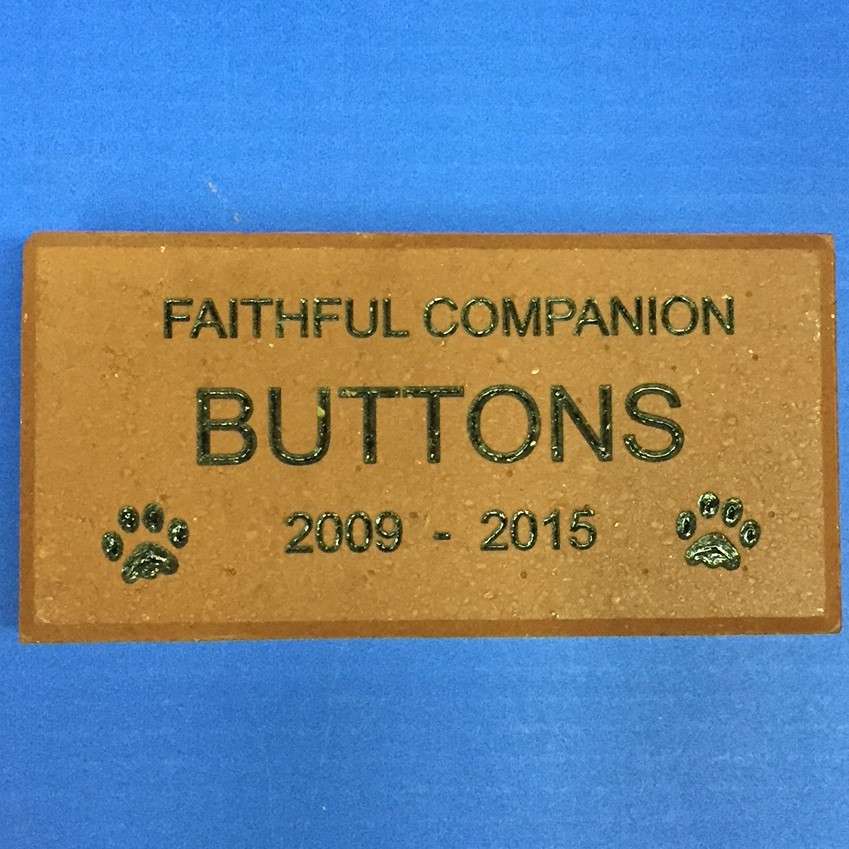 FAITHFUL COMPANION
BUTTONS
2009 - 2015